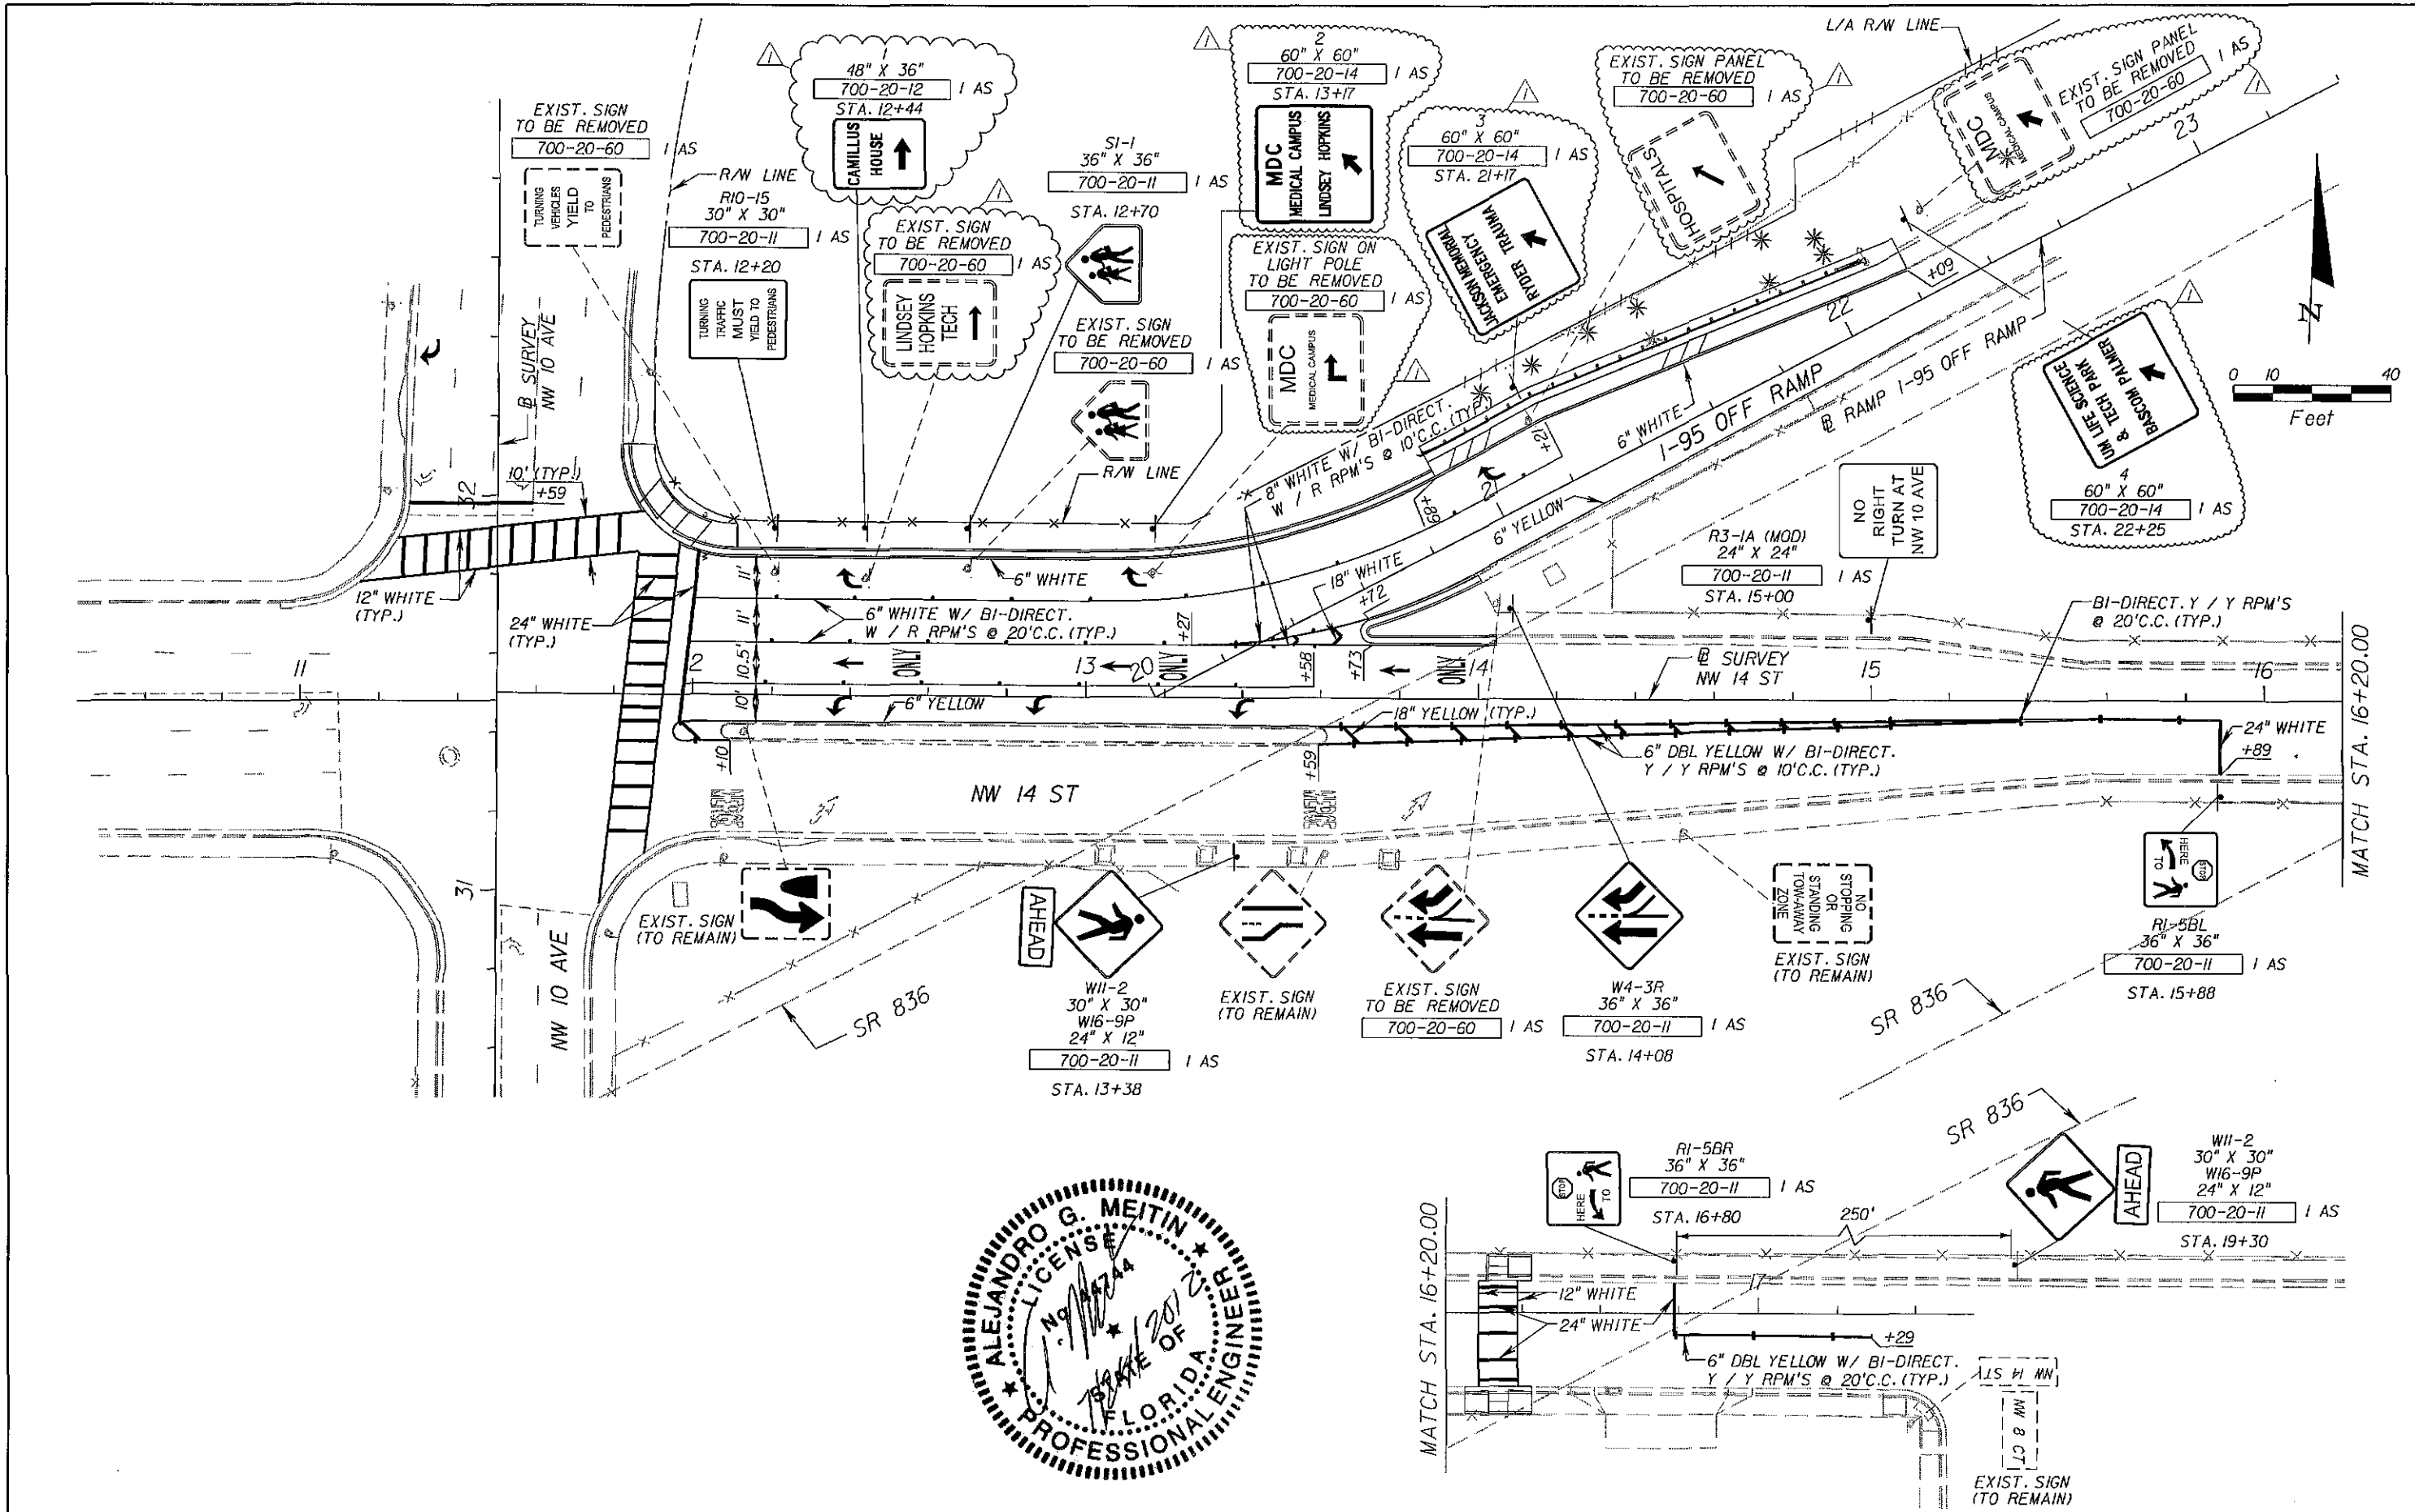 L/A R/W LINE
1
48" X 36"
700-20-12 1 AS
STA. 12+44
CAMILLUS
HOUSE
2
60" X 60"
700-20-14 1 AS
STA. 13+17
MDC
MEDICAL CAMPUS
LINDSEY HOPKINS
EXIST. SIGN PANEL
TO BE REMOVED
700-20-60 1 AS
HOSPITALS
EXIST. SIGN PANEL
TO BE REMOVED
700-20-60 1 AS
MDC
MEDICAL CAMPUS
EXIST. SIGN
TO BE REMOVED
700-20-60 1 AS
TURNING
VEHICLES
YIELD
TO
PEDESTRIANS
R/W LINE
R10-15
30" X 30"
700-20-11 1 AS
STA. 12+20
TURNING
TRAFFIC
MUST
YIELD TO
PEDESTRIANS
EXIST. SIGN
TO BE REMOVED
700-20-60 1 AS
LINDSEY
HOPKINS
TECH
S1-1
36" X 36"
700-20-11 1 AS
STA. 12+70
EXIST. SIGN
TO BE REMOVED
700-20-60 1 AS
R/W LINE
EXIST. SIGN ON
LIGHT POLE
TO BE REMOVED
700-20-60 1 AS
MDC
MEDICAL CAMPUS
3
60" X 60"
700-20-14 1 AS
STA. 21+17
JACKSON MEMORIAL
EMERGENCY
RYDER TRAUMA
23
22
+09
+21
21
+89
N
0 10 40
Feet
UM LIFE SCIENCE
& TECH PARK
BASCOM PALMER
4
60" X 60"
700-20-14 1 AS
STA. 22+25
I-95 OFF RAMP
℄ RAMP I-95 OFF RAMP
6" WHITE
6" YELLOW
8" WHITE W/ BI-DIRECT.
W / R RPM'S @ 10'C.C. (TYP.)
18" WHITE
+72
B SURVEY
NW 10 AVE
32
10' (TYP.)
+59
12" WHITE
(TYP.)
24" WHITE
(TYP.)
11'
11'
10.5'
10'
6" WHITE
6" WHITE W/ BI-DIRECT.
W / R RPM'S @ 20'C.C. (TYP.)
+27
NO
RIGHT
TURN AT
NW 10 AVE
R3-1A (MOD)
24" X 24"
700-20-11 1 AS
STA. 15+00
BI-DIRECT. Y / Y RPM'S
@ 20'C.C. (TYP.)
11
2
ONLY
13
20
ONLY
+58
+73
ONLY
14
℄ SURVEY
NW 14 ST
15
16
MATCH STA. 16+20.00
6" YELLOW
18" YELLOW (TYP.)
6" DBL YELLOW W/ BI-DIRECT.
Y / Y RPM'S @ 10'C.C. (TYP.)
24" WHITE
+89
+10
+59
NW 14 ST
31
NW 10 AVE
EXIST. SIGN
(TO REMAIN)
SR 836
AHEAD
W11-2
30" X 30"
W16-9P
24" X 12"
700-20-11 1 AS
STA. 13+38
EXIST. SIGN
(TO REMAIN)
EXIST. SIGN
TO BE REMOVED
700-20-60 1 AS
W4-3R
36" X 36"
700-20-11 1 AS
STA. 14+08
NO
STOPPING
OR
STANDING
TOW-AWAY
ZONE
EXIST. SIGN
(TO REMAIN)
HERE
TO
STOP
R1-5BL
36" X 36"
700-20-11 1 AS
STA. 15+88
SR 836
SR 836
STOP
HERE
TO
R1-5BR
36" X 36"
700-20-11 1 AS
STA. 16+80
250'
AHEAD
W11-2
30" X 30"
W16-9P
24" X 12"
700-20-11 1 AS
STA. 19+30
MATCH STA. 16+20.00
12" WHITE
24" WHITE
17
+29
6" DBL YELLOW W/ BI-DIRECT.
Y / Y RPM'S @ 20'C.C. (TYP.)
NW 14 ST
NW 8 CT
EXIST. SIGN
(TO REMAIN)
ALEJANDRO G. MEITIN
LICENSE
No 44744
STATE OF
FLORIDA
PROFESSIONAL ENGINEER